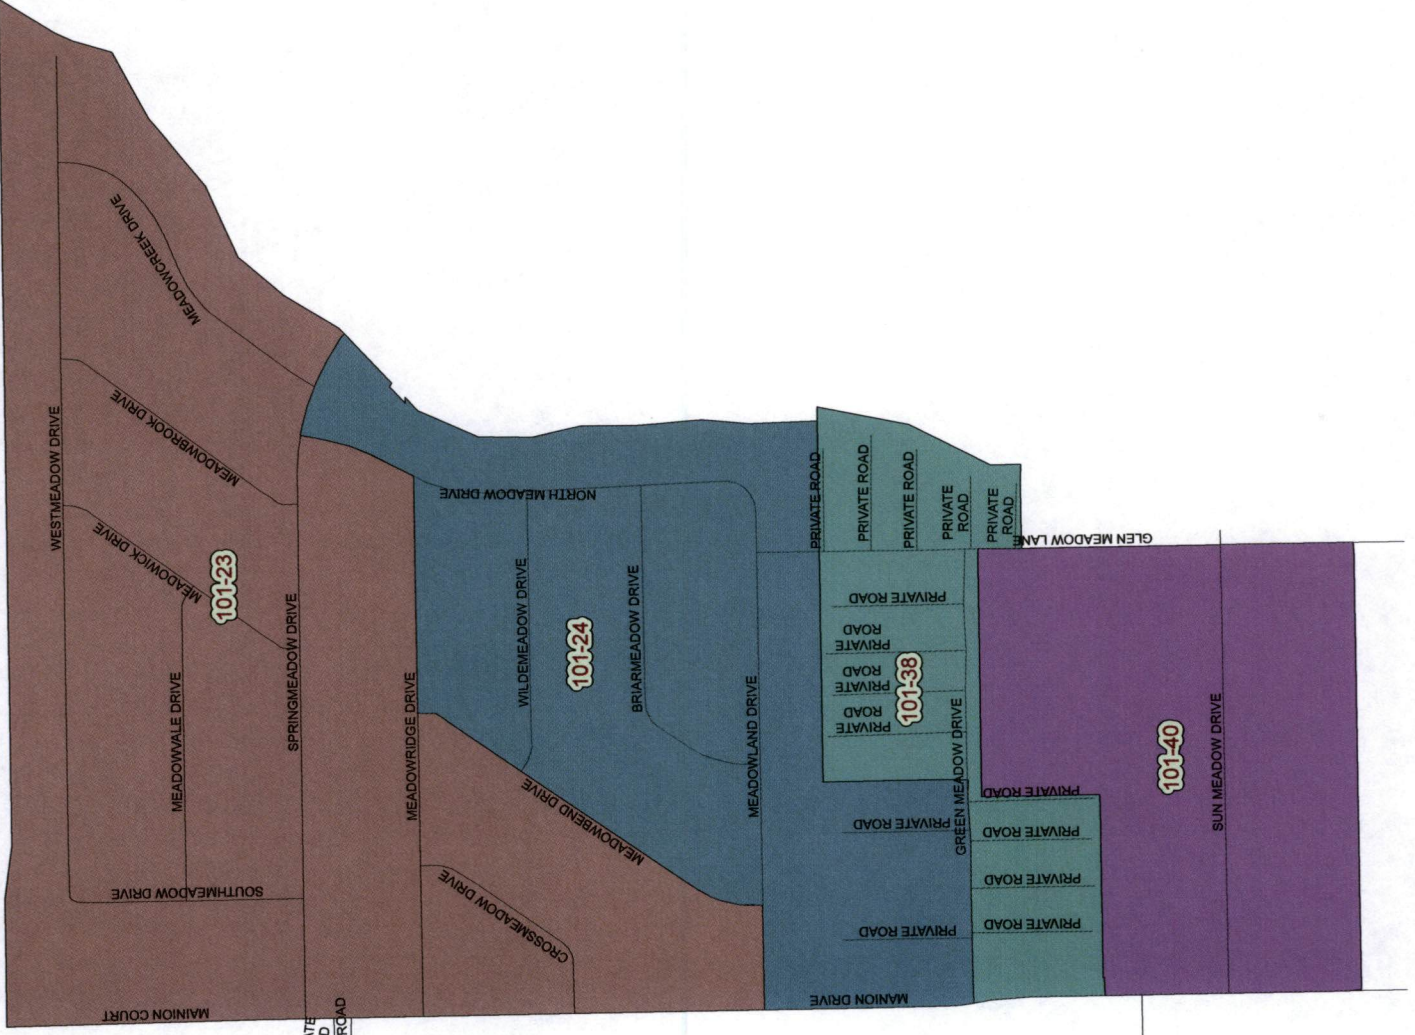 WESTMEADOW DRIVE
MEADOWCREEK DRIVE
MEADOWBROOK DRIVE
MEADOWICK DRIVE
101-23
MEADOWVALE DRIVE
SPRINGMEADOW DRIVE
SOUTHMEADOW DRIVE
MAINION COURT
ROAD
MEADOWRIDGE DRIVE
CROSSMEADOW DRIVE
MEADOWBEND DRIVE
NORTH MEADOW DRIVE
WILDEMEADOW DRIVE
101-24
BRIARMEADOW DRIVE
MEADOWLAND DRIVE
MANION DRIVE
PRIVATE ROAD
PRIVATE ROAD
PRIVATE ROAD
PRIVATE
ROAD
PRIVATE
ROAD
PRIVATE ROAD
PRIVATE
ROAD
PRIVATE
ROAD
PRIVATE
ROAD
101-38
GREEN MEADOW DRIVE
PRIVATE ROAD
PRIVATE ROAD
PRIVATE ROAD
PRIVATE ROAD
PRIVATE ROAD
PRIVATE ROAD
GLEN MEADOW LANE
101-40
SUN MEADOW DRIVE